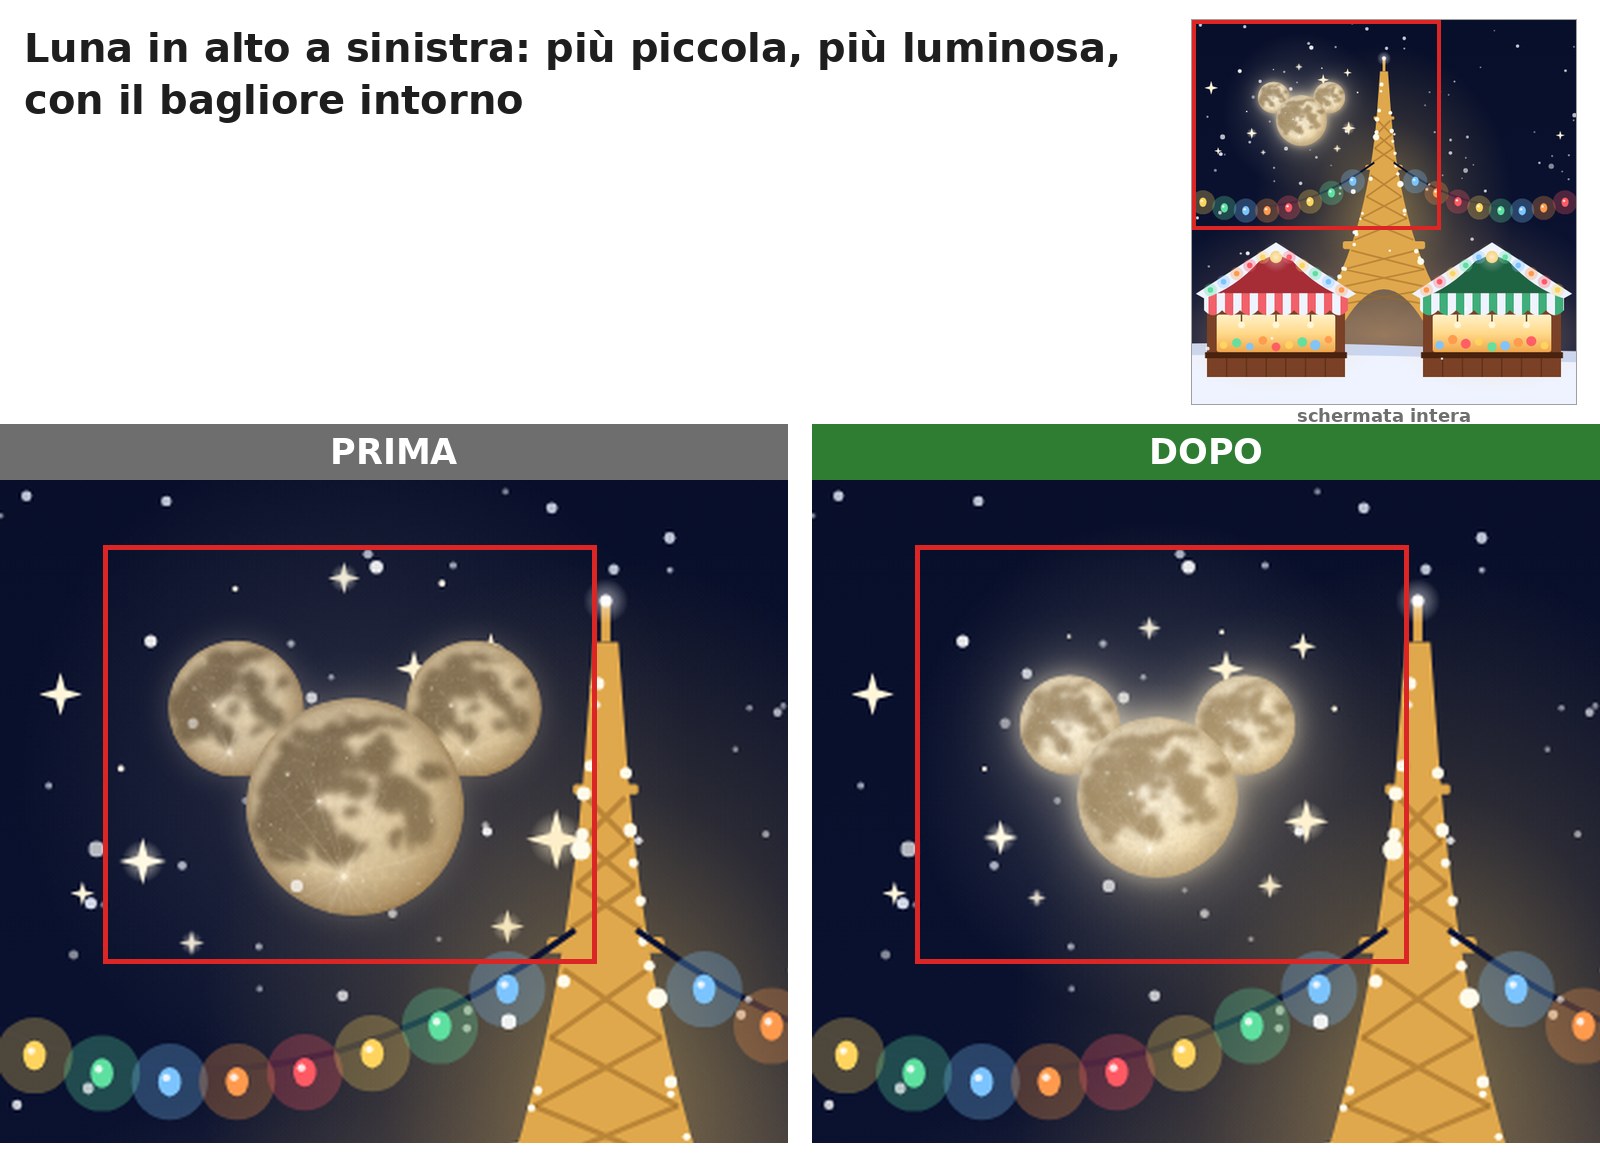 Luna in alto a sinistra: più piccola, più luminosa,
con il bagliore intorno
schermata intera
PRIMA
DOPO